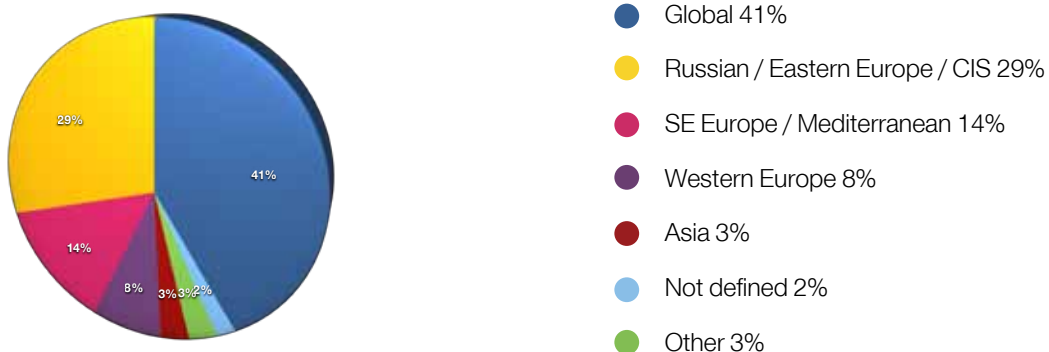 29%
41%
14%
8%
3%
3%
2%
Global 41%
Russian / Eastern Europe / CIS 29%
SE Europe / Mediterranean 14%
Western Europe 8%
Asia 3%
Not defined 2%
Other 3%